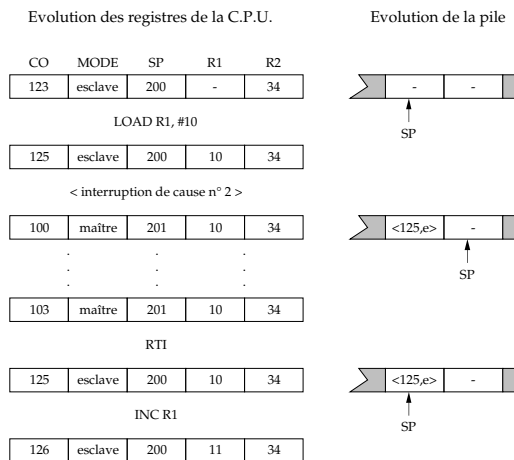 Evolution des registres de la C.P.U. Evolution de la pile
CO MODE SP R1 R2
123 esclave 200 - 34 - -
SP
LOAD R1, #10
125 esclave 200 10 34
< interruption de cause n° 2 >
100 maître 201 10 34 <125,e> -
SP
. . .
. . .
. . .
103 maître 201 10 34
RTI
125 esclave 200 10 34 <125,e> -
SP
INC R1
126 esclave 200 11 34